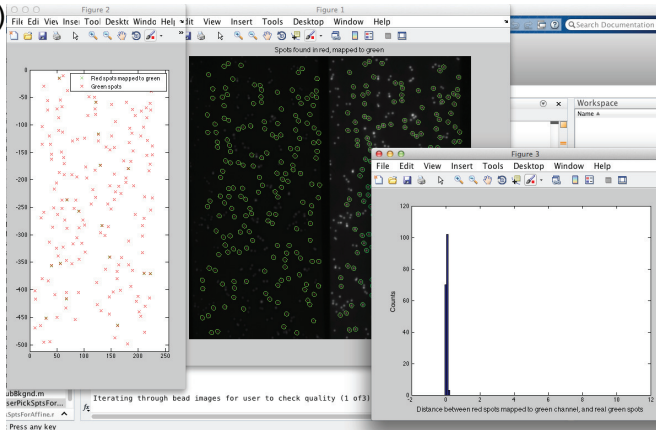 )
Figure 2
File Edi Viev Inser Tool Deskto Windo Help
Figure 1
dit View Insert Tools Desktop Window Help
Search Documentation
Spots found in red, mapped to green
Red spots mapped to green
Green spots
0
-50
-100
-150
-200
-250
-300
-350
-400
-450
-500
0 50 100 150 200 250
Workspace
Name
Figure 3
File Edit View Insert Tools Desktop Window Help
120
100
80
60
40
20
0
-2 0 2 4 6 8 10 12
Counts
Distance between red spots mapped to green channel, and real green spots
ubBkgnd.m
serPickSptsFor...
kSptsForAffine.r
fx
Iterating through bead images for user to check quality (1 of3)
Press any key